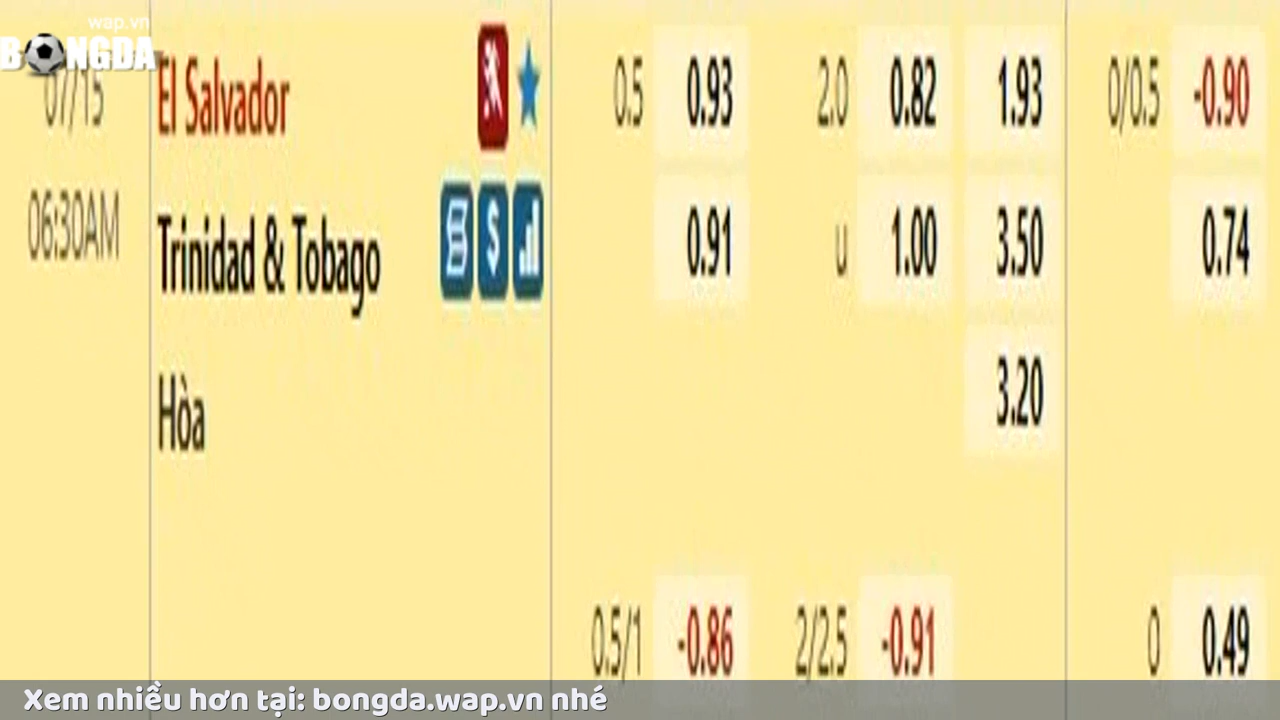 wap.vn
BONGDA
07/15 El Salvador 0.5 0.93 2.0 0.82 1.93 0/0.5 -0.90
06:30AM Trinidad & Tobago $ 0.91 u 1.00 3.50 0.74
Hòa 3.20
0.5/1 -0.86 2/2.5 -0.91 0 0.49
Xem nhiều hơn tại: bongda.wap.vn nhé